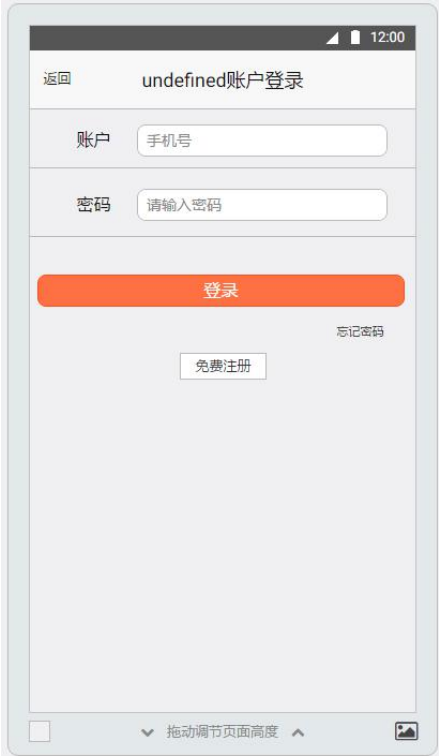 12:00
返回 undefined账户登录
账户 手机号
密码 请输入密码
登录
忘记密码
免费注册
拖动调节页面高度